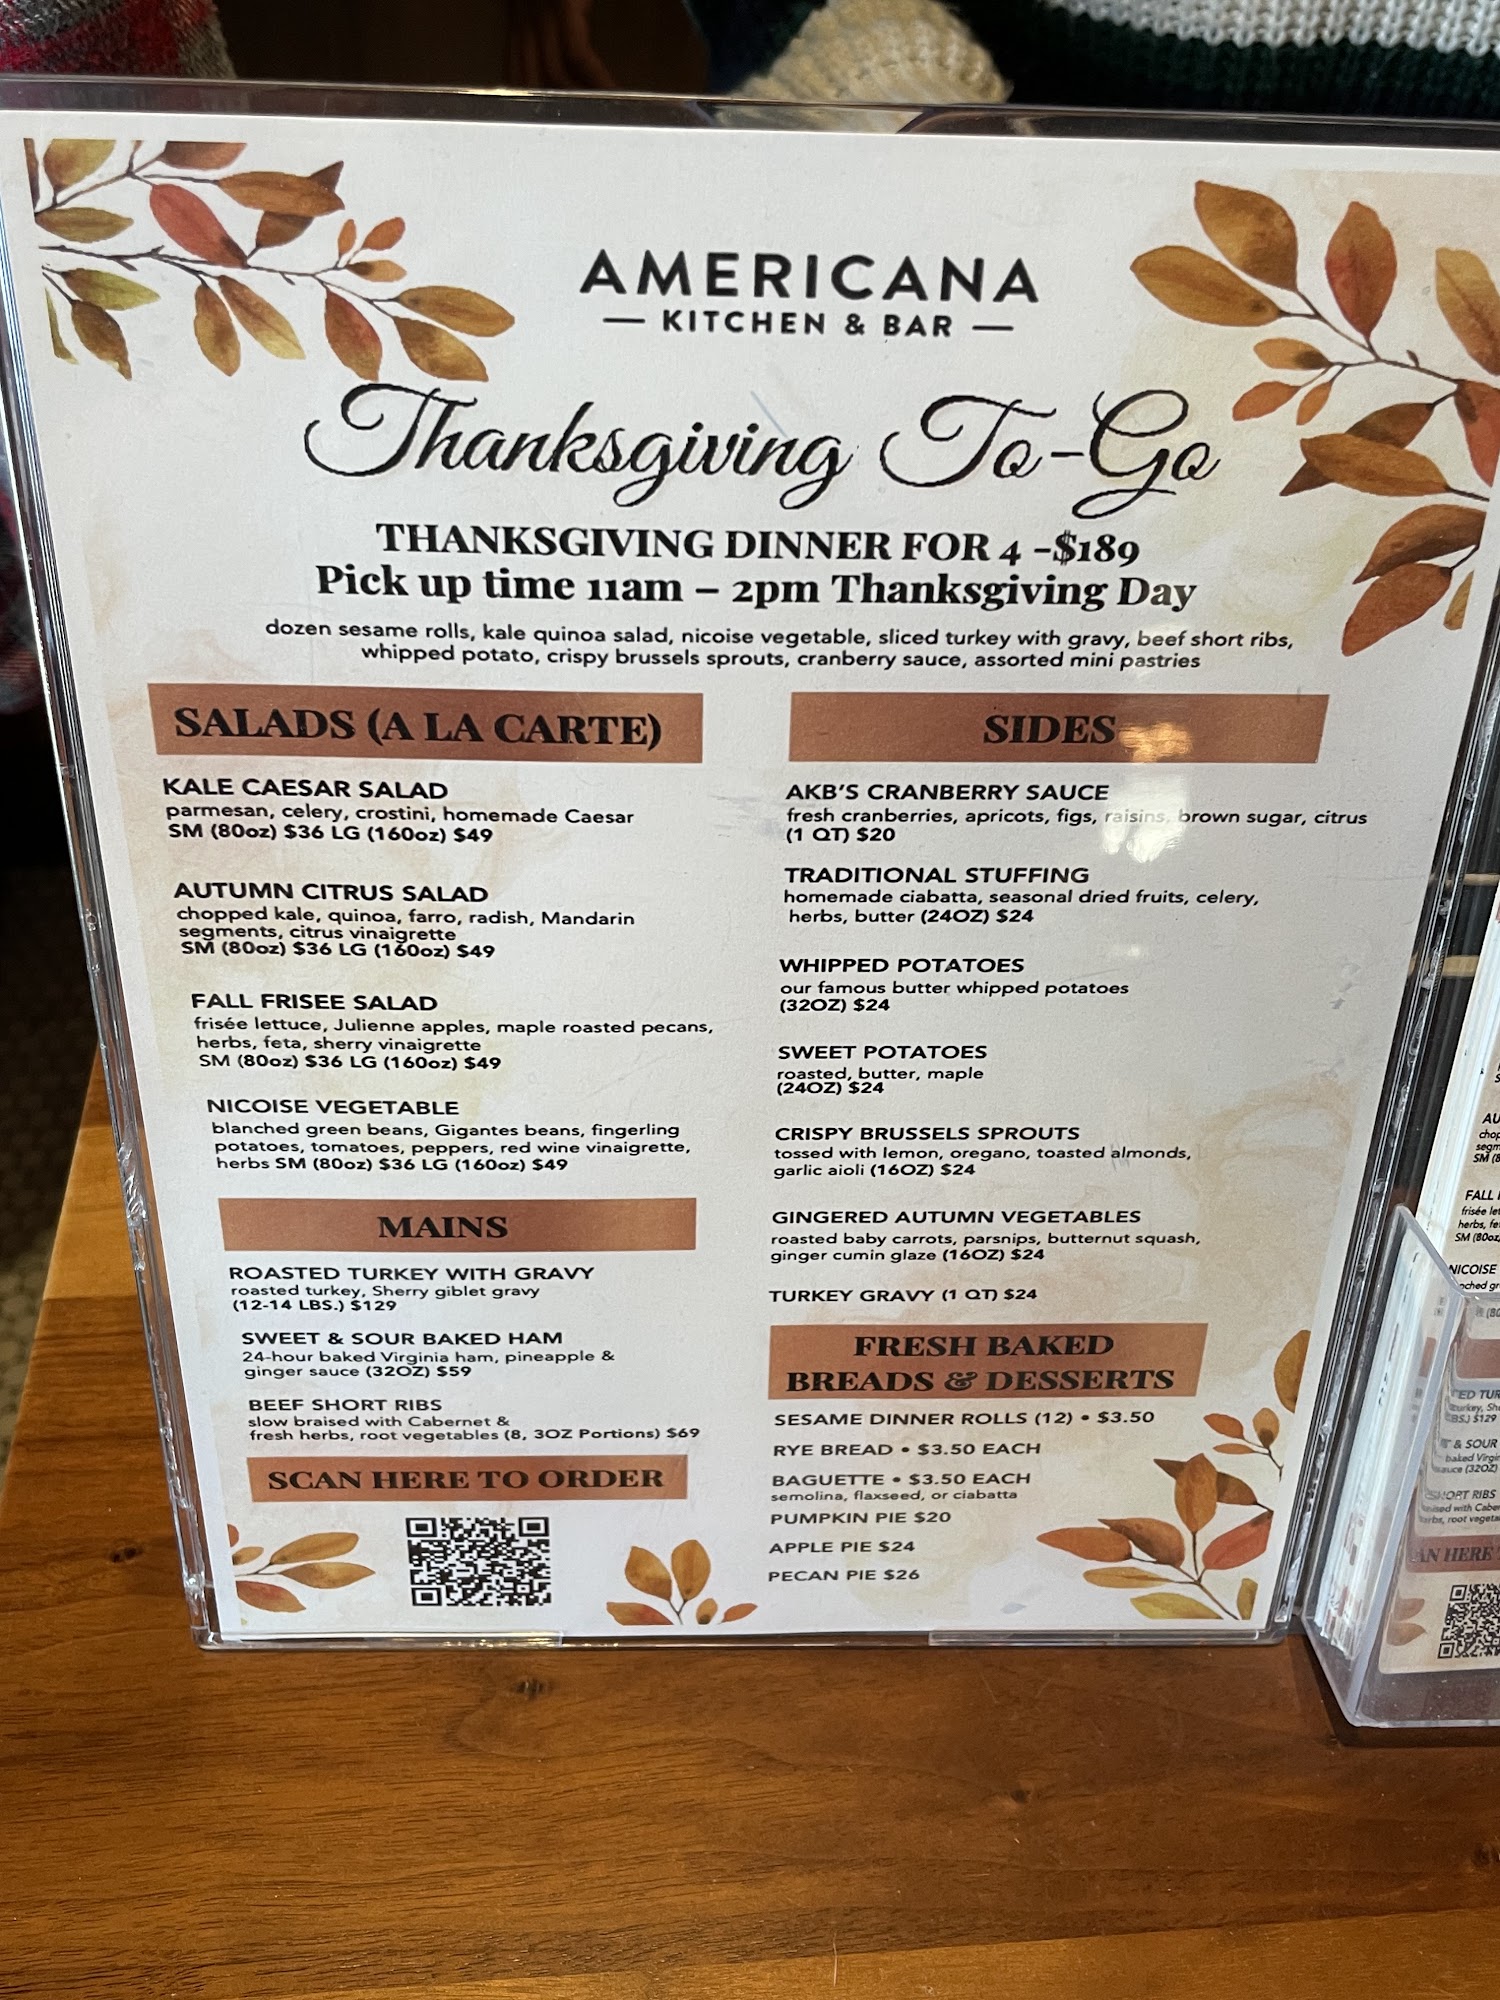 AMERICANA
— KITCHEN & BAR —
Thanksgiving To-Go
THANKSGIVING DINNER FOR 4 –$189
Pick up time 11am – 2pm Thanksgiving Day
dozen sesame rolls, kale quinoa salad, nicoise vegetable, sliced turkey with gravy, beef short ribs,
whipped potato, crispy brussels sprouts, cranberry sauce, assorted mini pastries
SALADS (A LA CARTE)
KALE CAESAR SALAD
parmesan, celery, crostini, homemade Caesar
SM (80oz) $36 LG (160oz) $49
AUTUMN CITRUS SALAD
chopped kale, quinoa, farro, radish, Mandarin
segments, citrus vinaigrette
SM (80oz) $36 LG (160oz) $49
FALL FRISEE SALAD
frisée lettuce, Julienne apples, maple roasted pecans,
herbs, feta, sherry vinaigrette
SM (80oz) $36 LG (160oz) $49
NICOISE VEGETABLE
blanched green beans, Gigantes beans, fingerling
potatoes, tomatoes, peppers, red wine vinaigrette,
herbs SM (80oz) $36 LG (160oz) $49
MAINS
ROASTED TURKEY WITH GRAVY
roasted turkey, Sherry giblet gravy
(12-14 LBS.) $129
SWEET & SOUR BAKED HAM
24-hour baked Virginia ham, pineapple &
ginger sauce (32OZ) $59
BEEF SHORT RIBS
slow braised with Cabernet &
fresh herbs, root vegetables (8, 3OZ Portions) $69
SCAN HERE TO ORDER
SIDES
AKB'S CRANBERRY SAUCE
fresh cranberries, apricots, figs, raisins, brown sugar, citrus
(1 QT) $20
TRADITIONAL STUFFING
homemade ciabatta, seasonal dried fruits, celery,
herbs, butter (24OZ) $24
WHIPPED POTATOES
our famous butter whipped potatoes
(32OZ) $24
SWEET POTATOES
roasted, butter, maple
(24OZ) $24
CRISPY BRUSSELS SPROUTS
tossed with lemon, oregano, toasted almonds,
garlic aioli (16OZ) $24
GINGERED AUTUMN VEGETABLES
roasted baby carrots, parsnips, butternut squash,
ginger cumin glaze (16OZ) $24
TURKEY GRAVY (1 QT) $24
FRESH BAKED
BREADS & DESSERTS
SESAME DINNER ROLLS (12) • $3.50
RYE BREAD • $3.50 EACH
BAGUETTE • $3.50 EACH
semolina, flaxseed, or ciabatta
PUMPKIN PIE $20
APPLE PIE $24
PECAN PIE $26
FALL
NICOISE
& SOUR
(32OZ)
SHORT RIBS
HERE